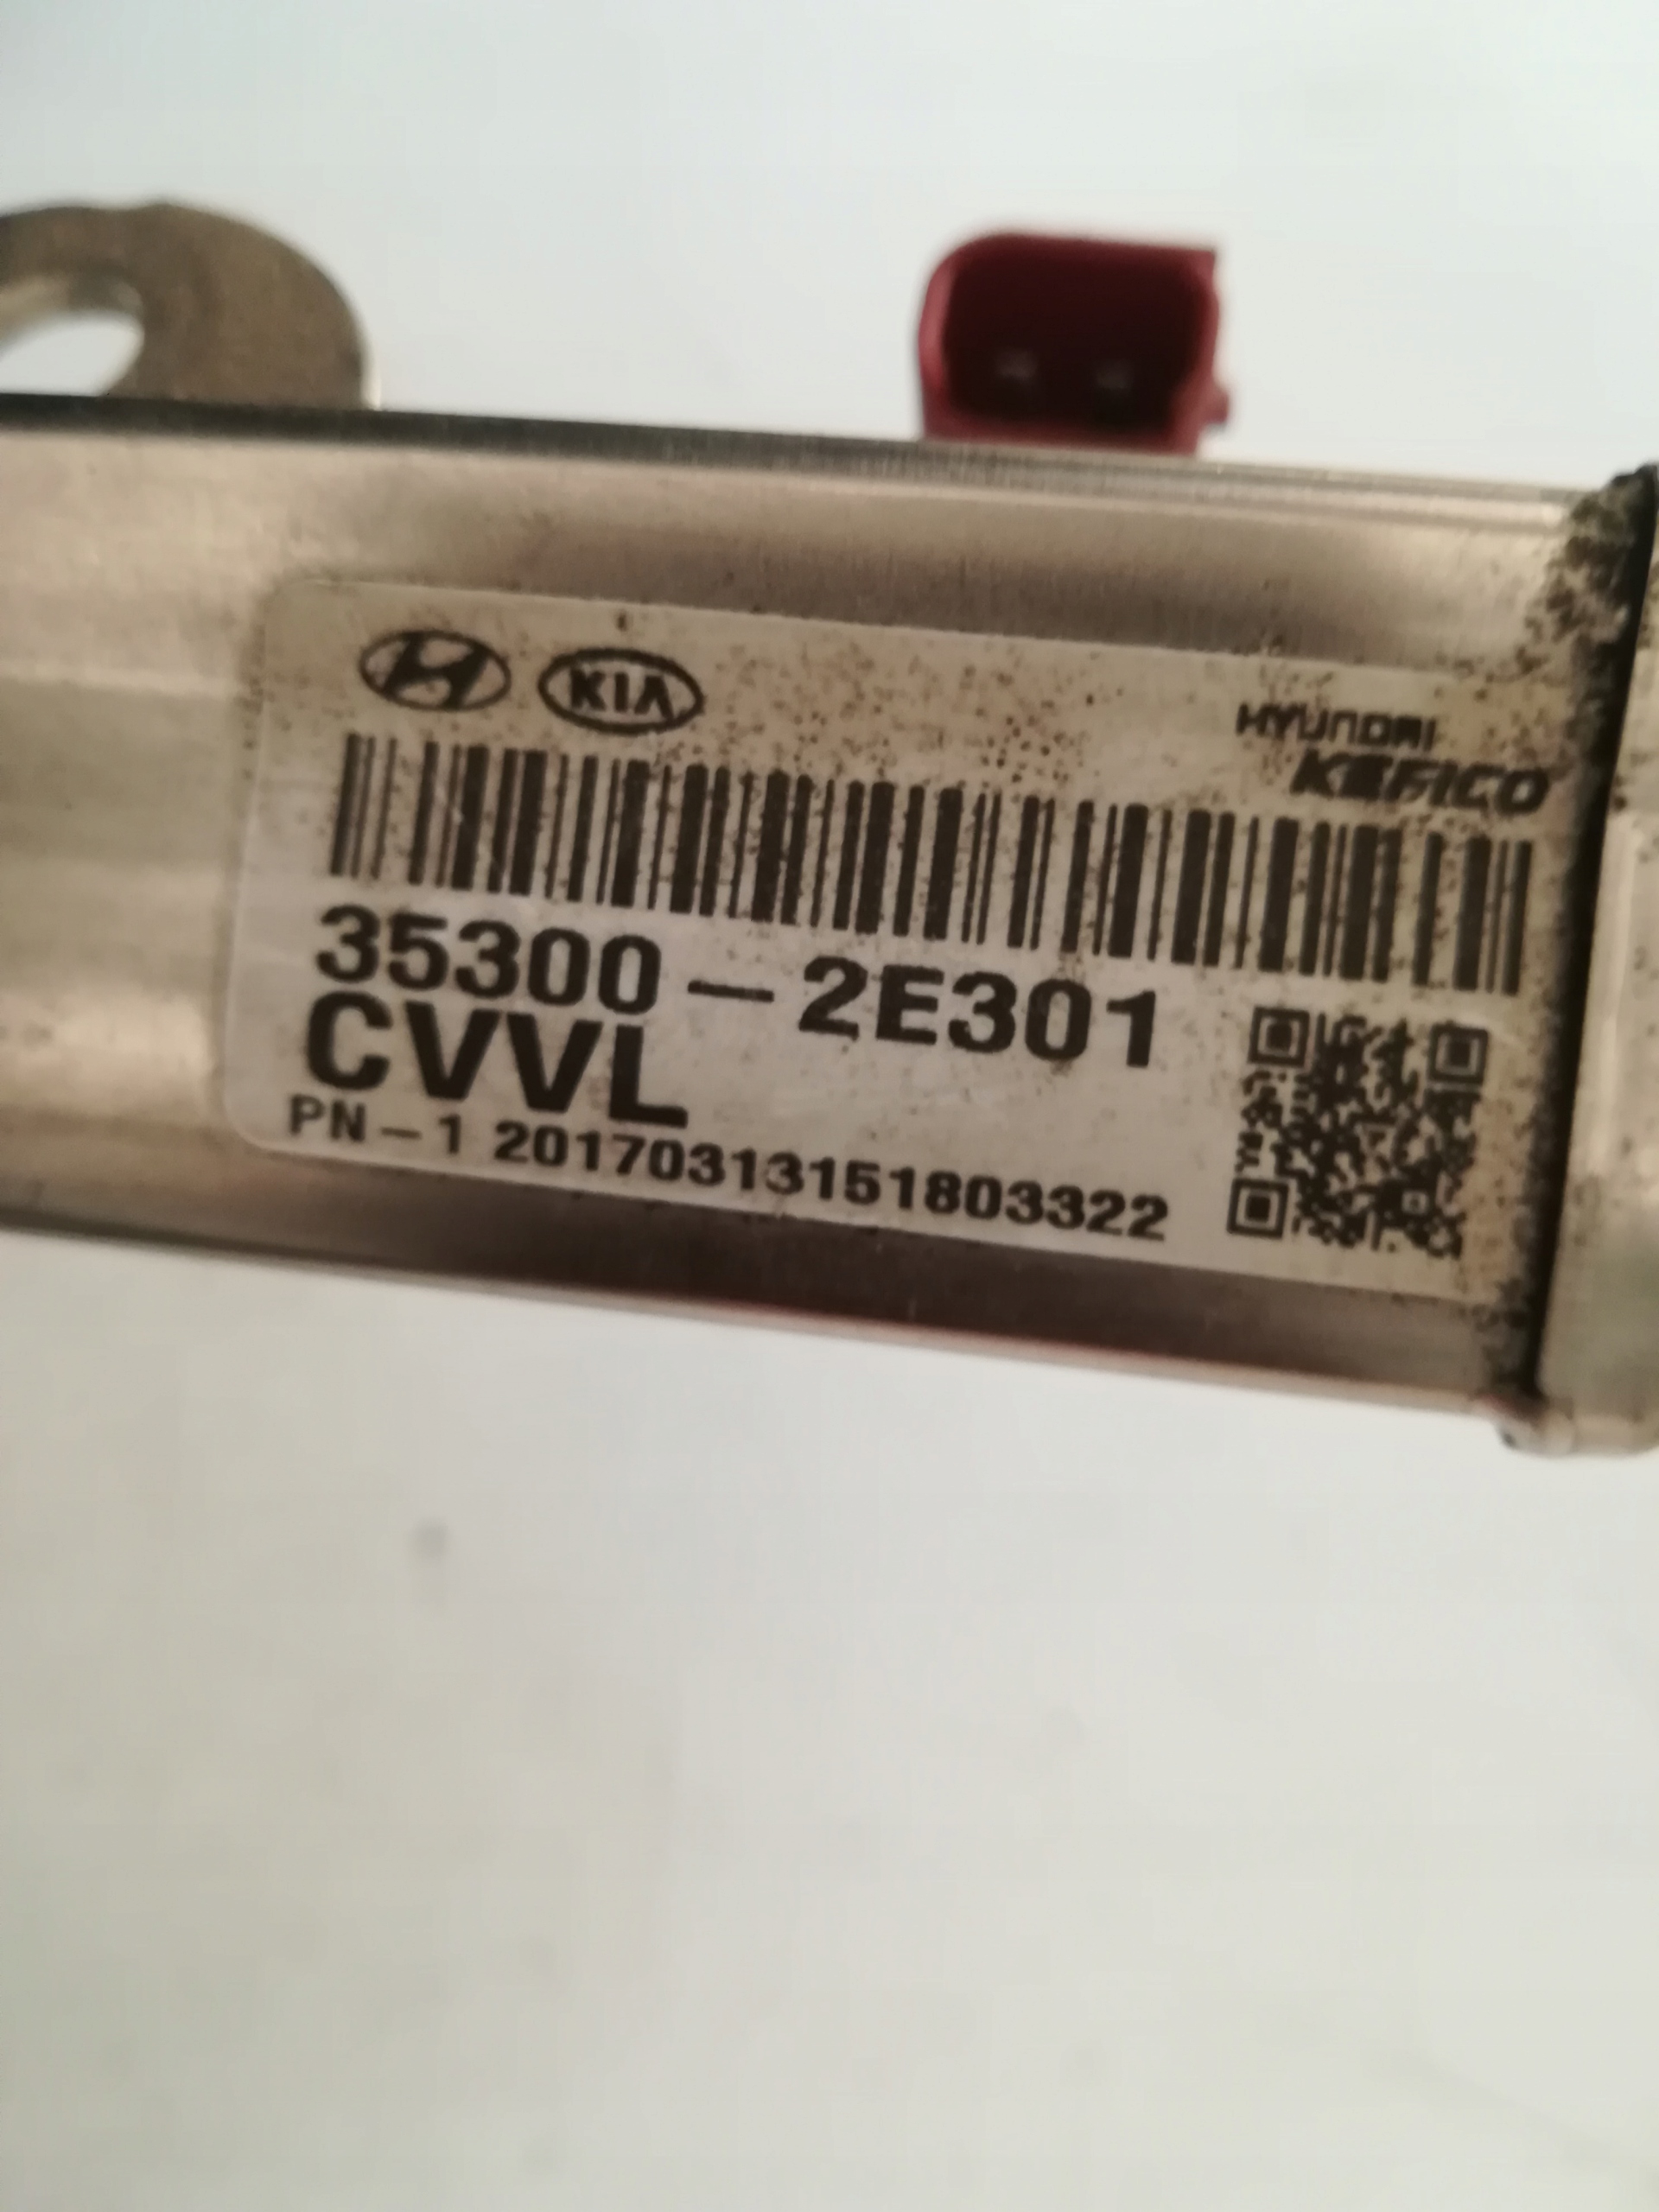 KIA
HYUNDAI
KEFICO
35300-2E301
CVVL
PN-1 20170313151803322